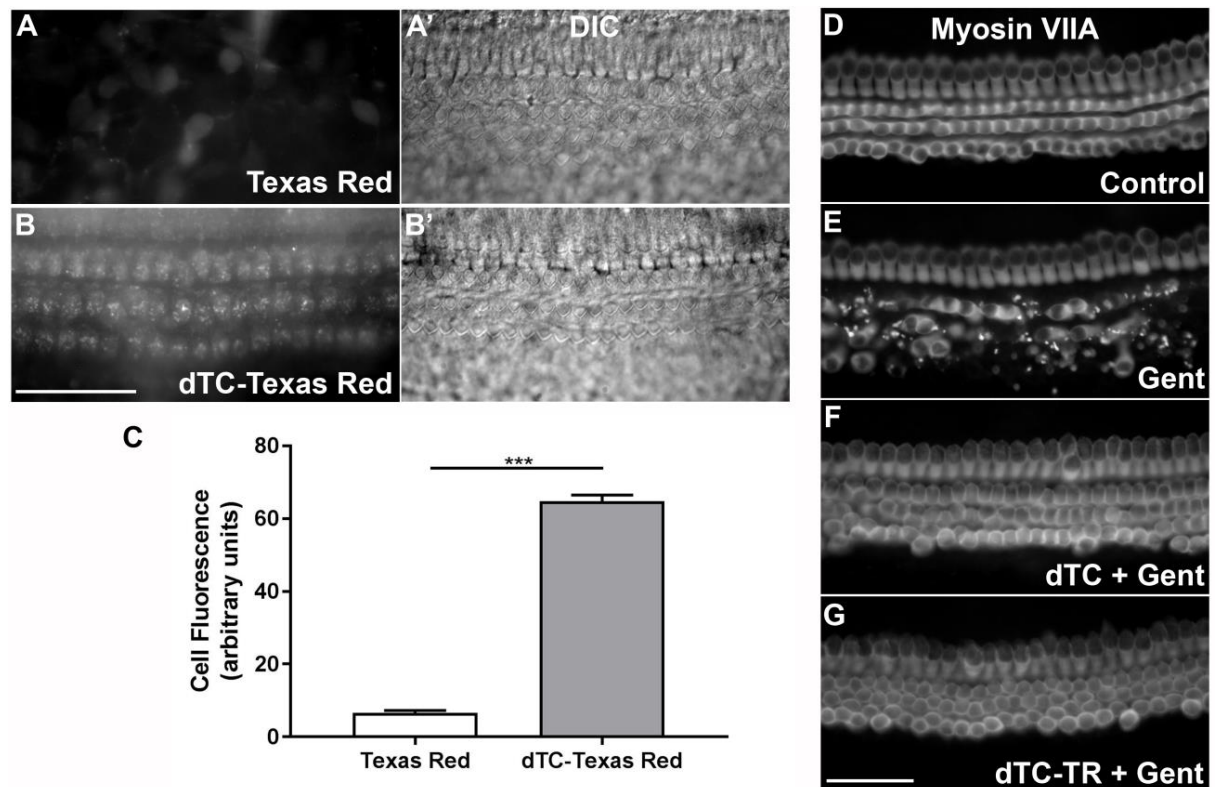 A
Texas Red
A'
DIC
B
dTC-Texas Red
B'
C
80
60
40
20
0
Cell Fluorescence
(arbitrary units)
***
Texas Red
dTC-Texas Red
D
Myosin VIIA
Control
E
Gent
F
dTC + Gent
G
dTC-TR + Gent